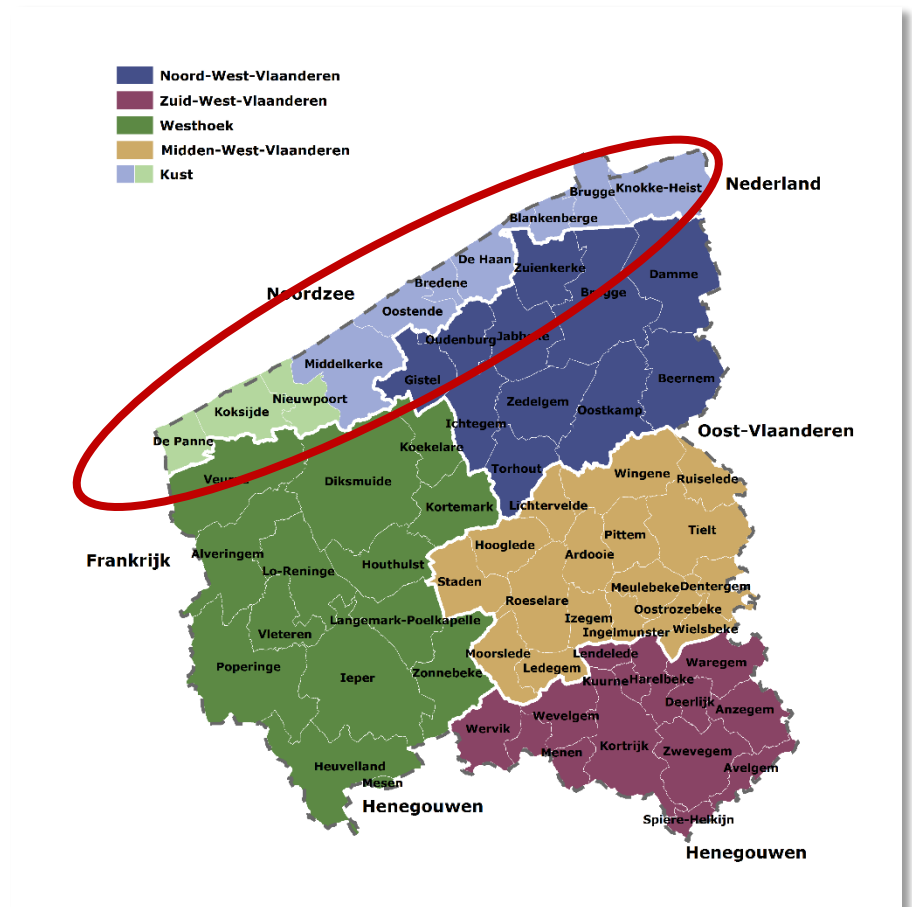 Noord-West-Vlaanderen
Zuid-West-Vlaanderen
Westhoek
Midden-West-Vlaanderen
Kust
Nederland
Brugge
Knokke-Heist
Blankenberge
De Haan
Zuienkerke
Damme
Bredene
Brugge
Noordzee
Oostende
Oudenburg
Jabbeke
Middelkerke
Gistel
Beernem
Nieuwpoort
Zedelgem
Koksijde
Oostkamp
Ichtegem
Oost-Vlaanderen
De Panne
Koekelare
Torhout
Wingene
Ruiselede
Veurne
Diksmuide
Kortemark
Lichtervelde
Tielt
Pittem
Hooglede
Ardooie
Alveringem
Frankrijk
Houthulst
Lo-Reninge
Staden
Meulebeke
Dentergem
Roeselare
Oostrozebeke
Izegem
Langemark-Poelkapelle
Ingelmunster
Wielsbeke
Vleteren
Moorslede
Lendelede
Waregem
Poperinge
Ledegem
Zonnebeke
Ieper
Kuurne
Harelbeke
Deerlijk
Anzegem
Wevelgem
Wervik
Kortrijk
Menen
Zwevegem
Heuvelland
Avelgem
Mesen
Henegouwen
Spiere-Helkijn
Henegouwen